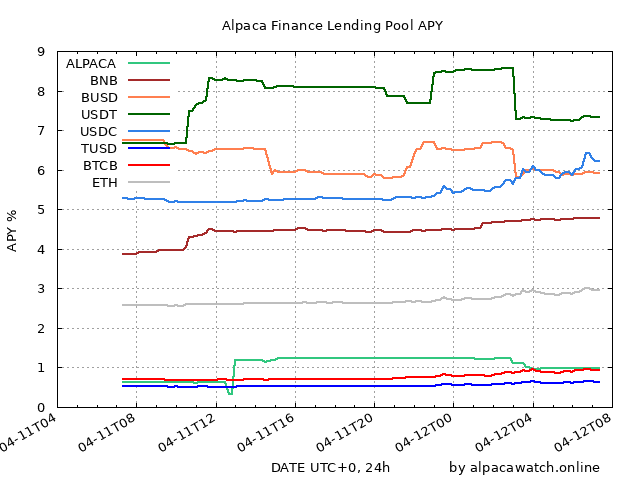 Alpaca Finance Lending Pool APY
9
8
7
6
5
4
3
2
1
0
APY %
ALPACA
BNB
BUSD
USDT
USDC
TUSD
BTCB
ETH
04-11T04
04-11T08
04-11T12
04-11T16
04-11T20
04-12T00
04-12T04
04-12T08
DATE UTC+0, 24h
by alpacawatch.online